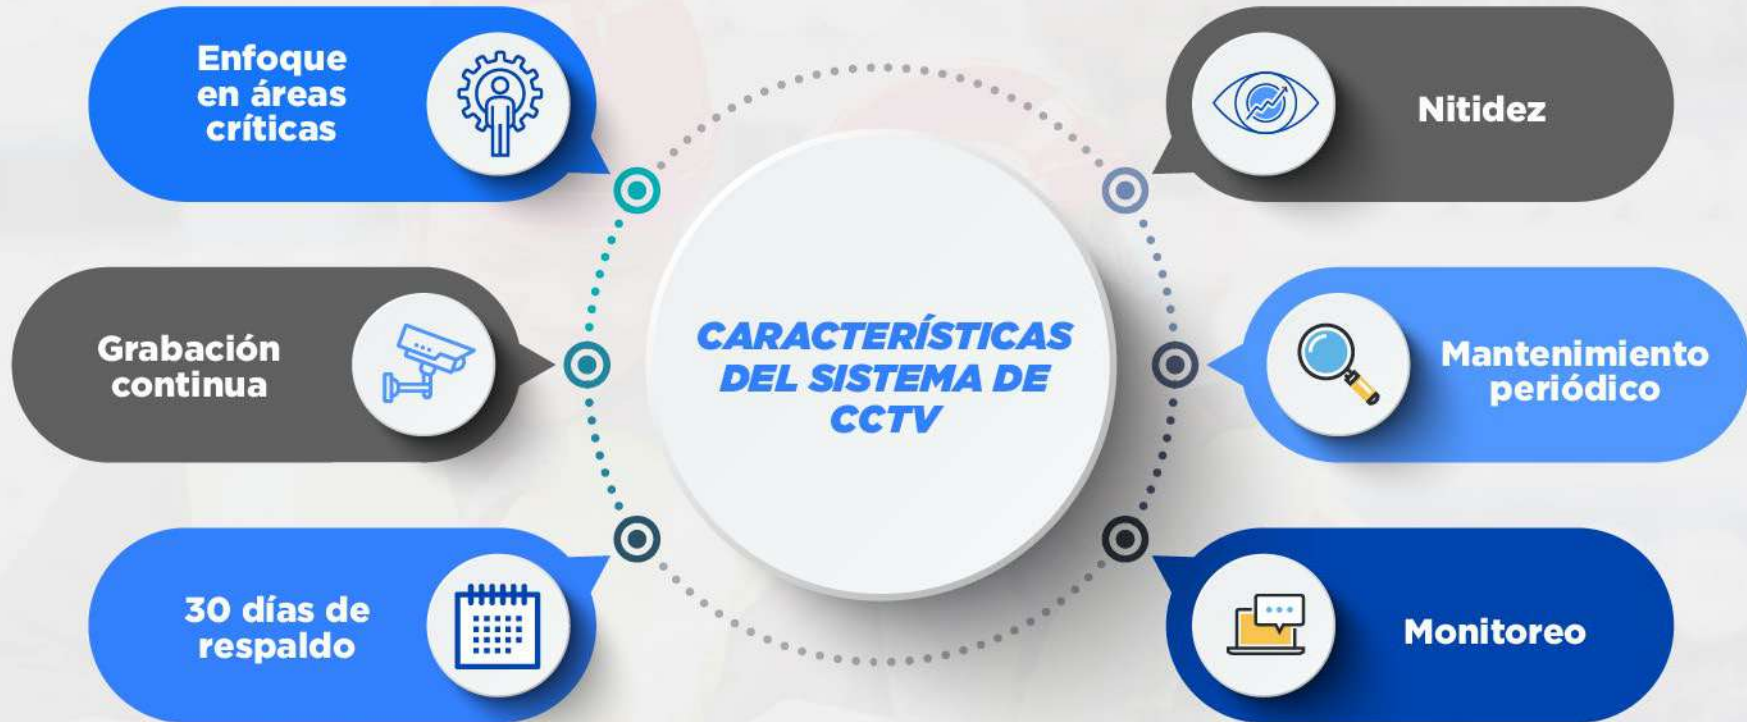 Enfoque
en áreas
críticas
Nitidez
Grabación
continua
CARACTERÍSTICAS
DEL SISTEMA DE
CCTV
Mantenimiento
periódico
30 días de
respaldo
Monitoreo